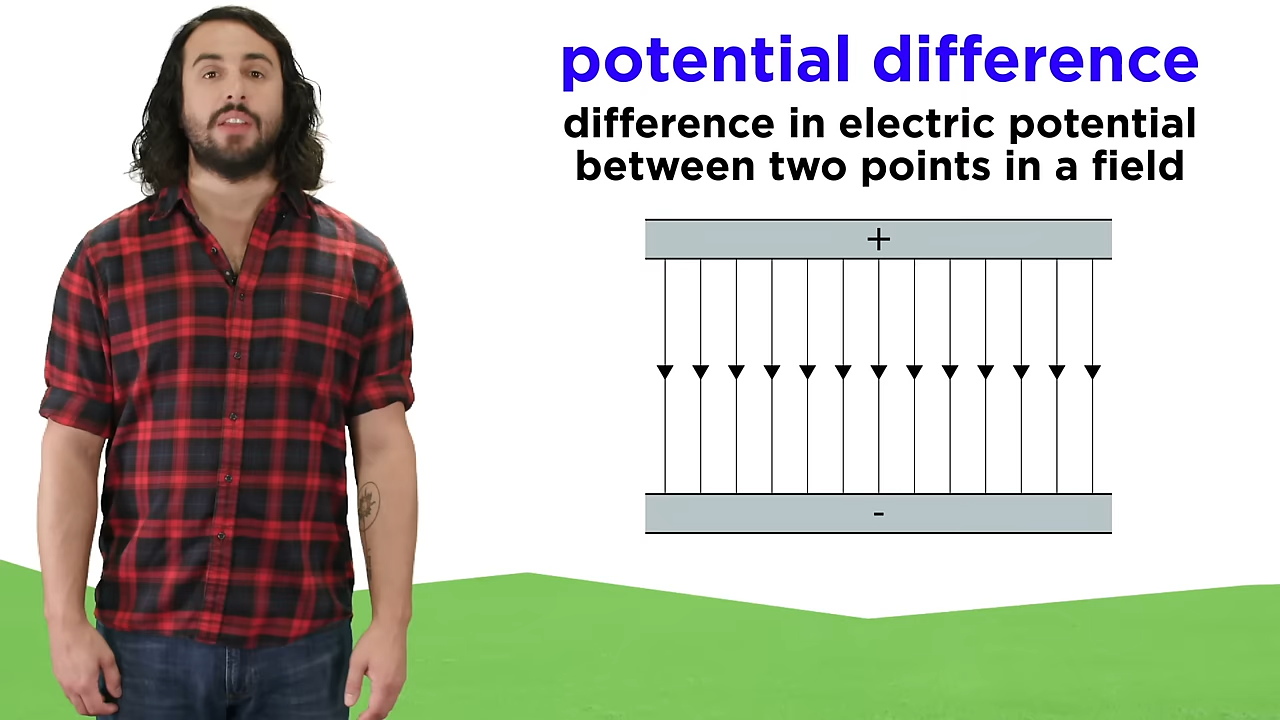 potential difference
difference in electric potential
between two points in a field
+
-